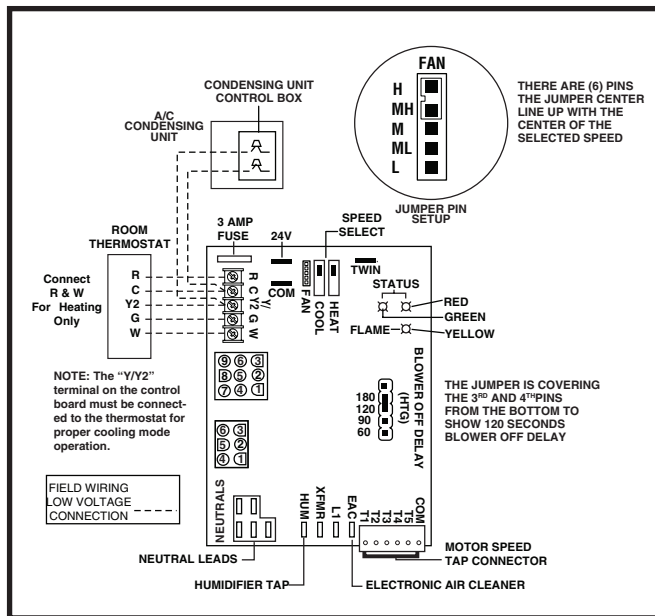 CONDENSING UNIT
CONTROL BOX
A/C
CONDENSING
UNIT
FAN
H
MH
M
ML
L
JUMPER PIN
SETUP
THERE ARE (6) PINS
THE JUMPER CENTER
LINE UP WITH THE
CENTER OF THE
SELECTED SPEED
ROOM
THERMOSTAT
Connect
R & W
For Heating
Only
R
C
Y2
G
W
3 AMP
FUSE
24V
COM
SPEED
SELECT
R
C
Y/
Y2
G
W
FAN
COOL
HEAT
TWIN
STATUS
RED
GREEN
FLAME
YELLOW
NOTE: The “Y/Y2”
terminal on the control
board must be connect-
ed to the thermostat for
proper cooling mode
operation.
9 6 3
8 5 2
7 4 1
6 3
5 2
4 1
BLOWER OFF DELAY
(HTG)
180
120
90
60
THE JUMPER IS COVERING
THE 3RD AND 4TH PINS
FROM THE BOTTOM TO
SHOW 120 SECONDS
BLOWER OFF DELAY
FIELD WIRING
LOW VOLTAGE
CONNECTION
NEUTRALS
HUM
XFMR
L1
EAC
T1
T2
T3
T4
T5
COM
NEUTRAL LEADS
HUMIDIFIER TAP
ELECTRONIC AIR CLEANER
MOTOR SPEED
TAP CONNECTOR